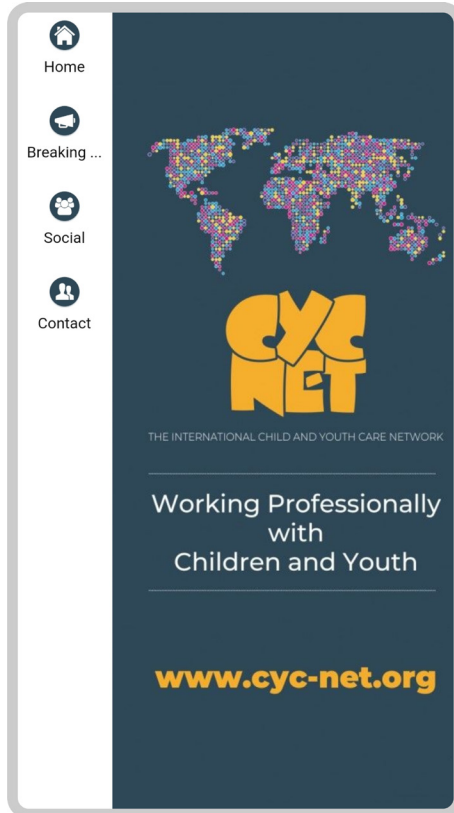 Home
Breaking ...
Social
Contact
CYC
NET
THE INTERNATIONAL CHILD AND YOUTH CARE NETWORK
Working Professionally
with
Children and Youth
www.cyc-net.org